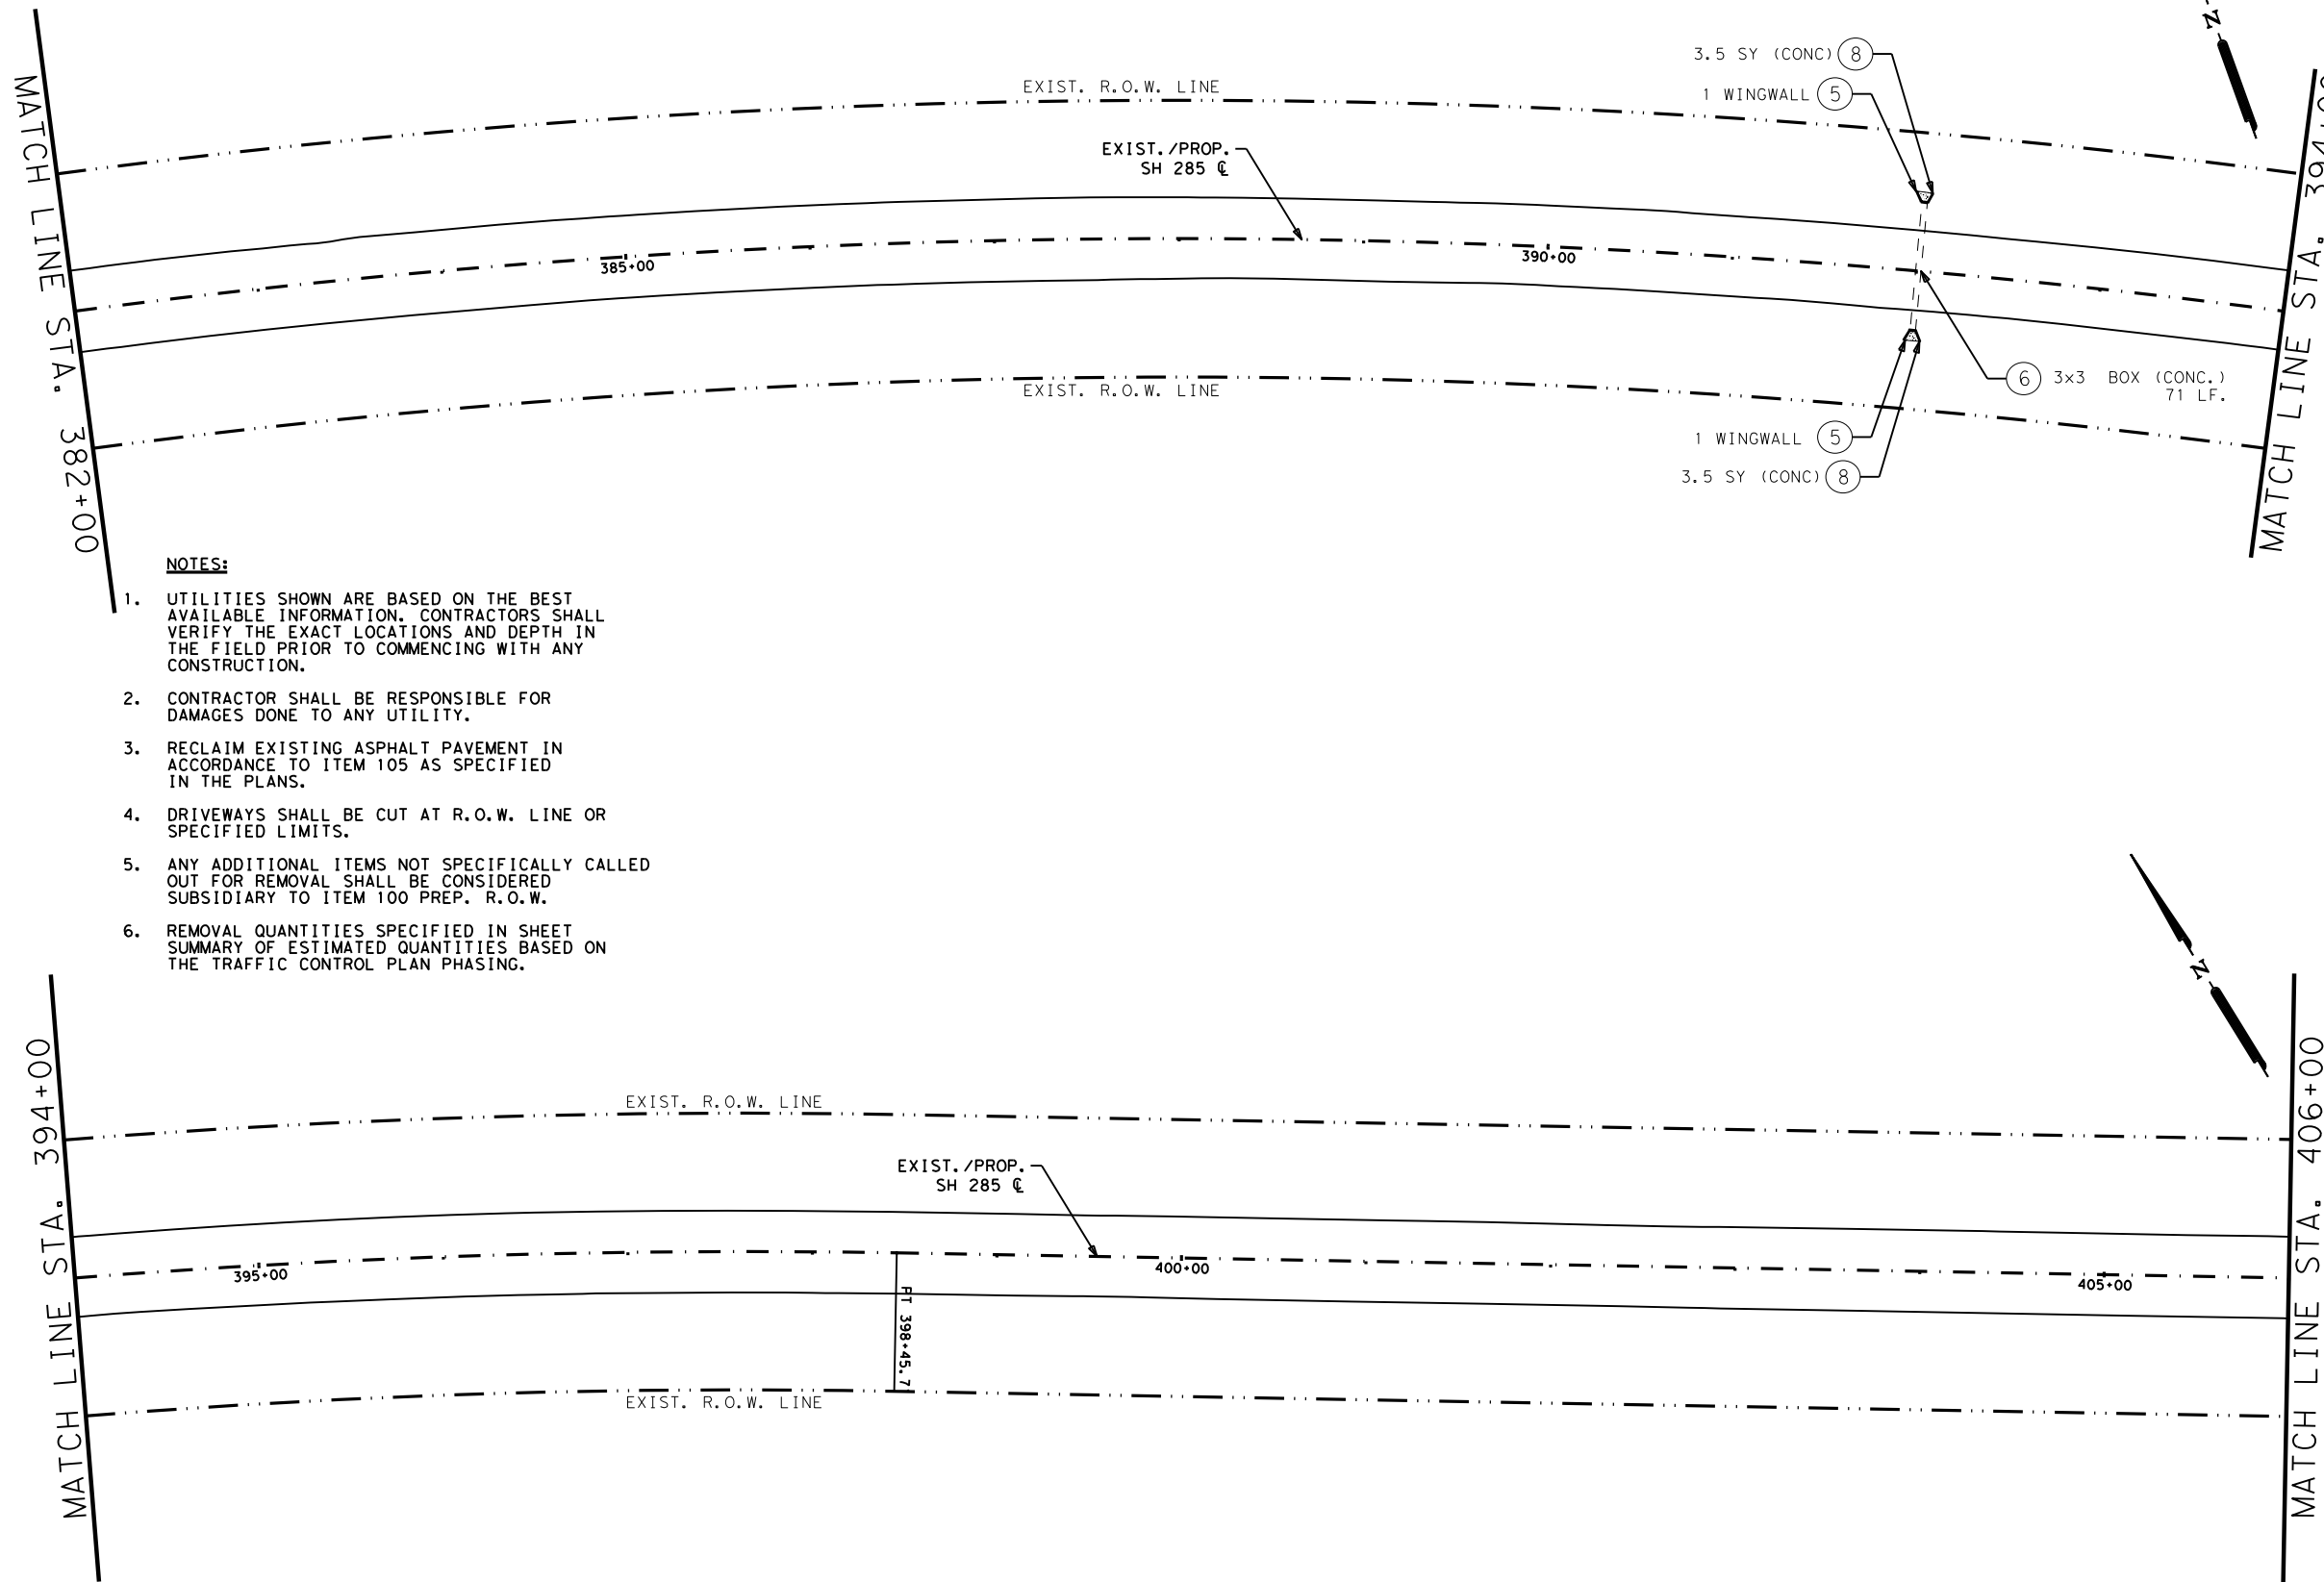 N
3.5 SY (CONC) 8
1 WINGWALL 5
EXIST. R.O.W. LINE
EXIST./PROP.
SH 285 ℄
385+00
390+00
EXIST. R.O.W. LINE
6 3x3 BOX (CONC.)
71 LF.
1 WINGWALL 5
3.5 SY (CONC) 8
MATCH LINE STA. 382+00
MATCH LINE STA. 394+00
NOTES:
1. UTILITIES SHOWN ARE BASED ON THE BEST
AVAILABLE INFORMATION. CONTRACTORS SHALL
VERIFY THE EXACT LOCATIONS AND DEPTH IN
THE FIELD PRIOR TO COMMENCING WITH ANY
CONSTRUCTION.
2. CONTRACTOR SHALL BE RESPONSIBLE FOR
DAMAGES DONE TO ANY UTILITY.
3. RECLAIM EXISTING ASPHALT PAVEMENT IN
ACCORDANCE TO ITEM 105 AS SPECIFIED
IN THE PLANS.
4. DRIVEWAYS SHALL BE CUT AT R.O.W. LINE OR
SPECIFIED LIMITS.
5. ANY ADDITIONAL ITEMS NOT SPECIFICALLY CALLED
OUT FOR REMOVAL SHALL BE CONSIDERED
SUBSIDIARY TO ITEM 100 PREP. R.O.W.
6. REMOVAL QUANTITIES SPECIFIED IN SHEET
SUMMARY OF ESTIMATED QUANTITIES BASED ON
THE TRAFFIC CONTROL PLAN PHASING.
N
MATCH LINE STA. 394+00
EXIST. R.O.W. LINE
EXIST./PROP.
SH 285 ℄
395+00
400+00
405+00
PT 398+45.7
EXIST. R.O.W. LINE
MATCH LINE STA. 406+00